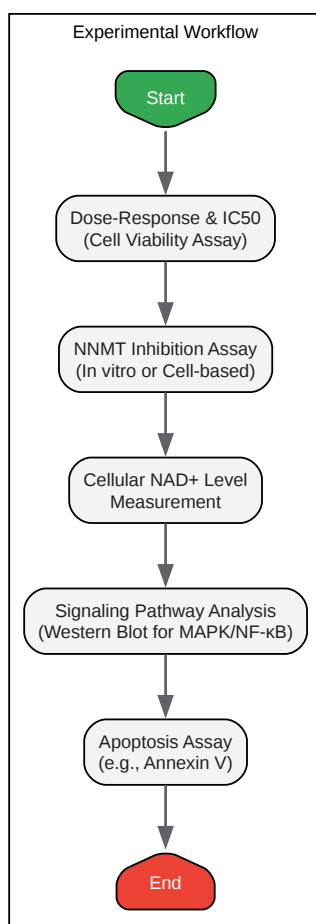 Experimental Workflow
Start
Dose-Response & IC50
(Cell Viability Assay)
NNMT Inhibition Assay
(In vitro or Cell-based)
Cellular NAD+ Level
Measurement
Signaling Pathway Analysis
(Western Blot for MAPK/NF-κB)
Apoptosis Assay
(e.g., Annexin V)
End